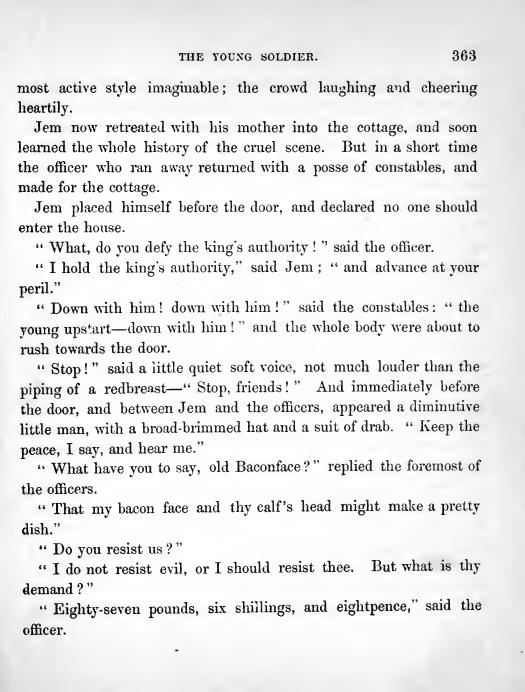 THE YOUNG SOLDIER. 363
most active style imaginable; the crowd laughing and cheering
heartily.
Jem now retreated with his mother into the cottage, and soon
learned the whole history of the cruel scene. But in a short time
the officer who ran away returned with a posse of constables, and
made for the cottage.
Jem placed himself before the door, and declared no one should
enter the house.
“ What, do you defy the king's authority ! ” said the officer.
“ I hold the king's authority,” said Jem ; “ and advance at your
peril.”
“ Down with him ! down with him ! ” said the constables : “ the
young upstart—down with him ! ” and the whole body were about to
rush towards the door.
“ Stop ! ” said a little quiet soft voice, not much louder than the
piping of a redbreast—“ Stop, friends ! ” And immediately before
the door, and between Jem and the officers, appeared a diminutive
little man, with a broad-brimmed hat and a suit of drab. “ Keep the
peace, I say, and hear me.”
“ What have you to say, old Baconface ? ” replied the foremost of
the officers.
“ That my bacon face and thy calf's head might make a pretty
dish.”
“ Do you resist us ? ”
“ I do not resist evil, or I should resist thee. But what is thy
demand ? ”
“ Eighty-seven pounds, six shillings, and eightpence,” said the
officer.